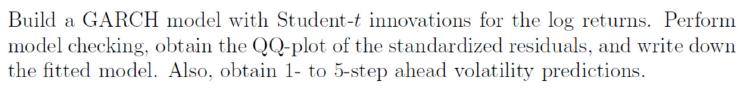 Build a GARCH model with Student-t innovations for the log returns. Perform
model checking, obtain the QQ-plot of the standardized residuals, and write down
the fitted model. Also, obtain 1- to 5-step ahead volatility predictions.